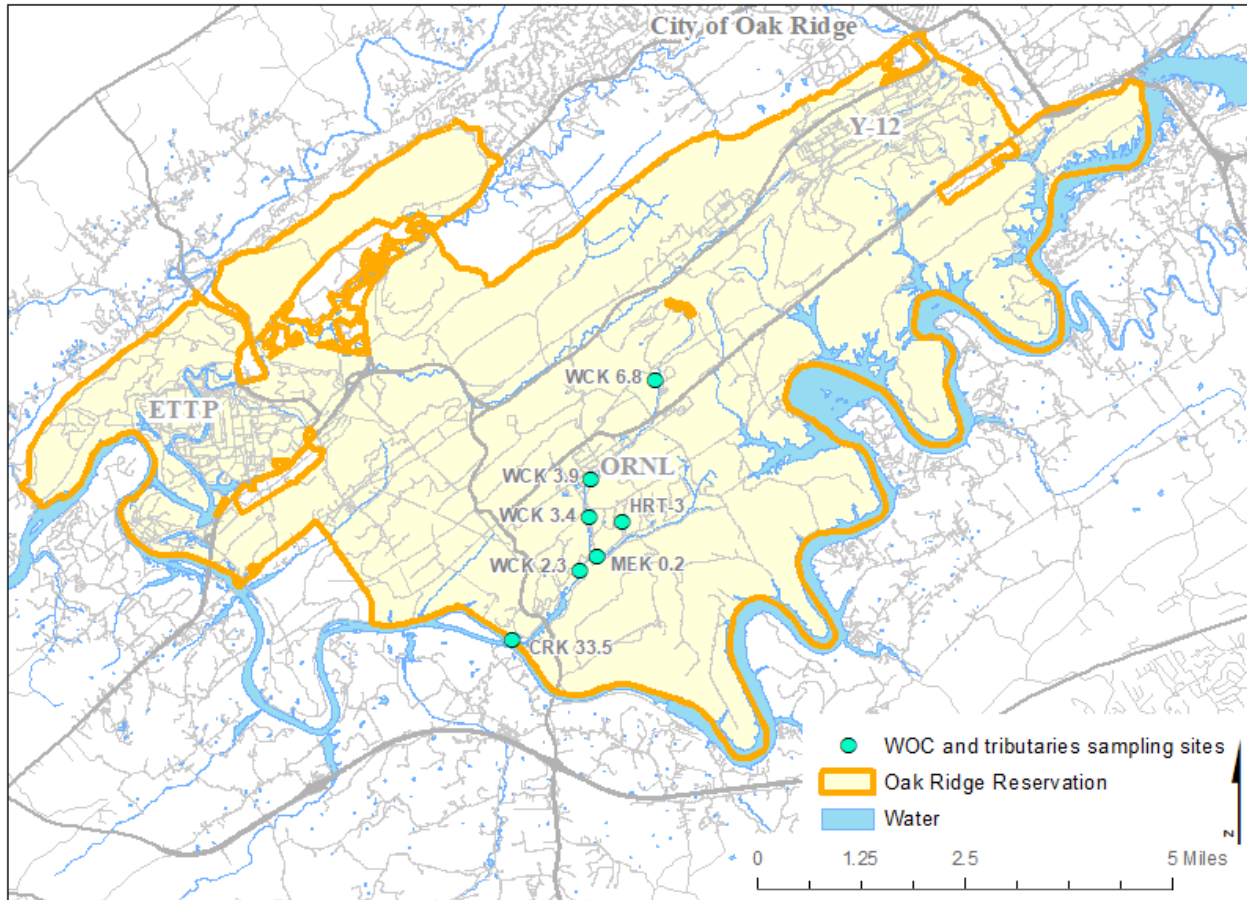 City of Oak Ridge
Y-12
WCK 6.8
ETTP
WCK 3.9
ORNL
HRT-3
WCK 3.4
MEK 0.2
WCK 2.3
CRK 33.5
WOC and tributaries sampling sites
Oak Ridge Reservation
Water
N
0 1.25 2.5 5 Miles